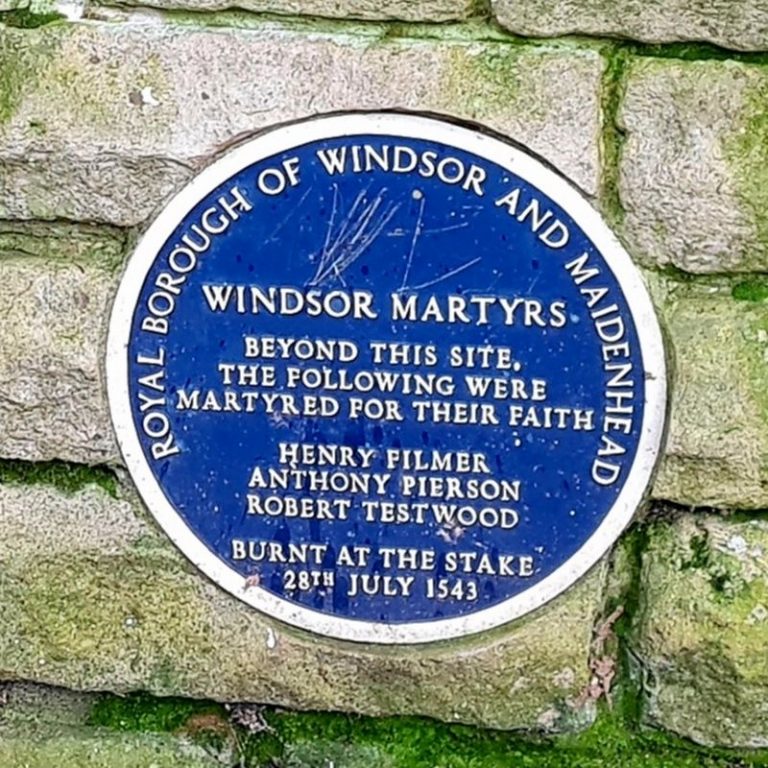 ROYAL BOROUGH OF WINDSOR AND MAIDENHEAD
WINDSOR MARTYRS
BEYOND THIS SITE,
THE FOLLOWING WERE
MARTYRED FOR THEIR FAITH
HENRY FILMER
ANTHONY PIERSON
ROBERT TESTWOOD
BURNT AT THE STAKE
28TH JULY 1543